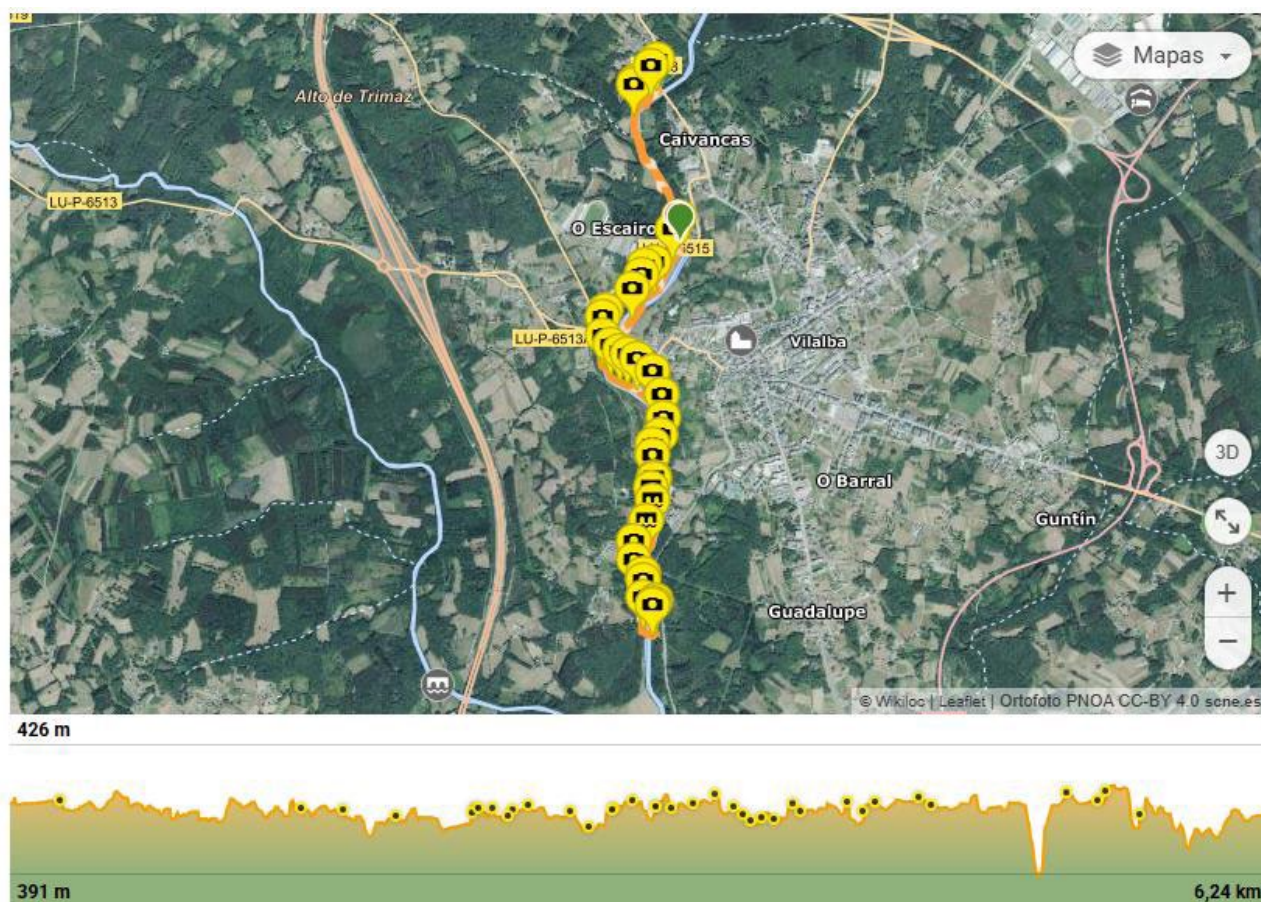 Mapas
Alto de Trimaz
Caivancas
LU-P-6513
O Escairo
6515
LU-P-6513A
Vilalba
3D
O Barral
Guntín
+
Guadalupe
−
© Wikiloc | Leaflet | Ortofoto PNOA CC-BY 4.0 scne.es
426 m
391 m
6,24 km